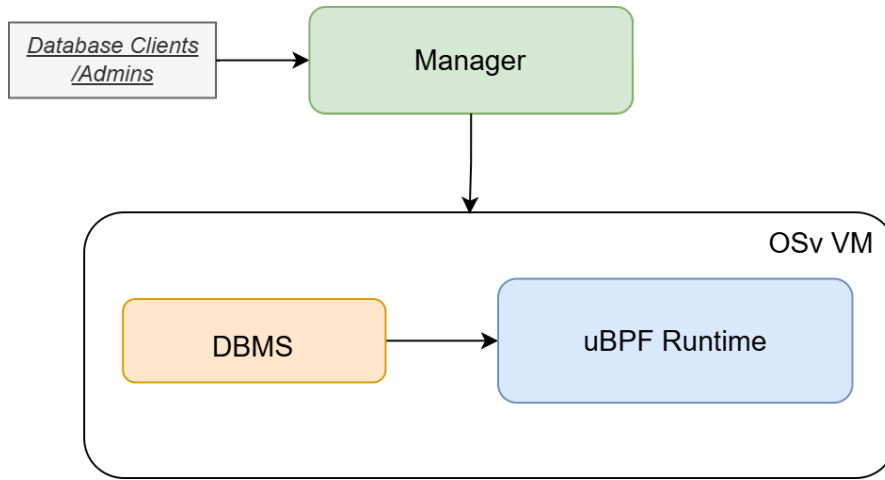 Database Clients
/Admins
Manager
OSv VM
DBMS
uBPF Runtime